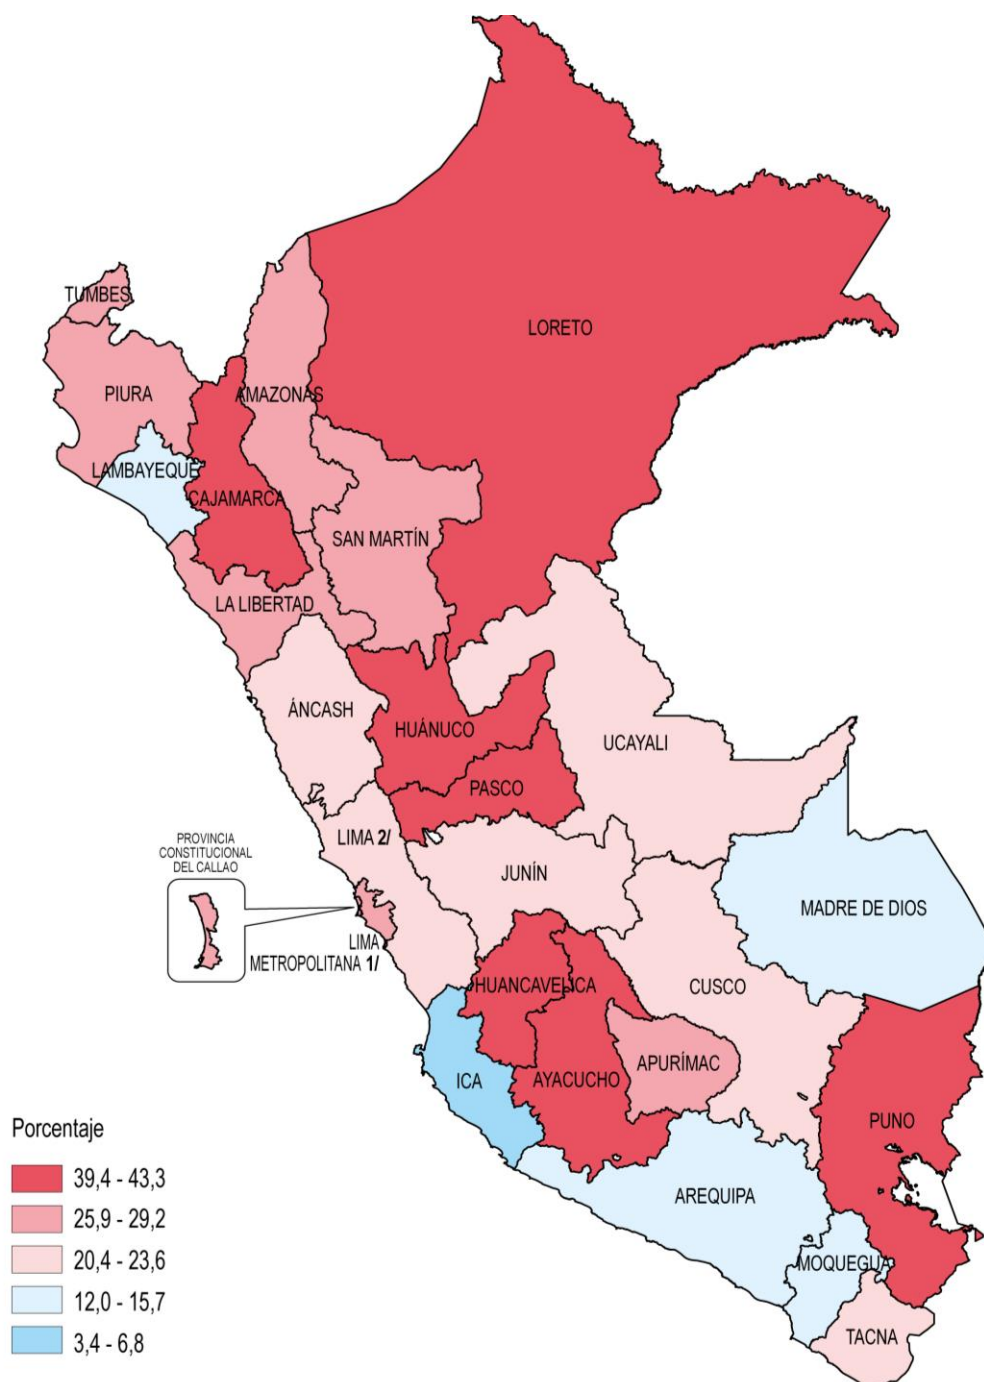 TUMBES
PIURA
AMAZONAS
LORETO
LAMBAYEQUE
CAJAMARCA
SAN MARTÍN
LA LIBERTAD
ÁNCASH
HUÁNUCO
UCAYALI
PASCO
PROVINCIA
CONSTITUCIONAL
DEL CALLAO
LIMA 2/
JUNÍN
MADRE DE DIOS
LIMA
METROPOLITANA 1/
HUANCAVELICA
CUSCO
ICA
AYACUCHO
APURÍMAC
PUNO
AREQUIPA
MOQUEGUA
TACNA
Porcentaje
39,4 - 43,3
25,9 - 29,2
20,4 - 23,6
12,0 - 15,7
3,4 - 6,8